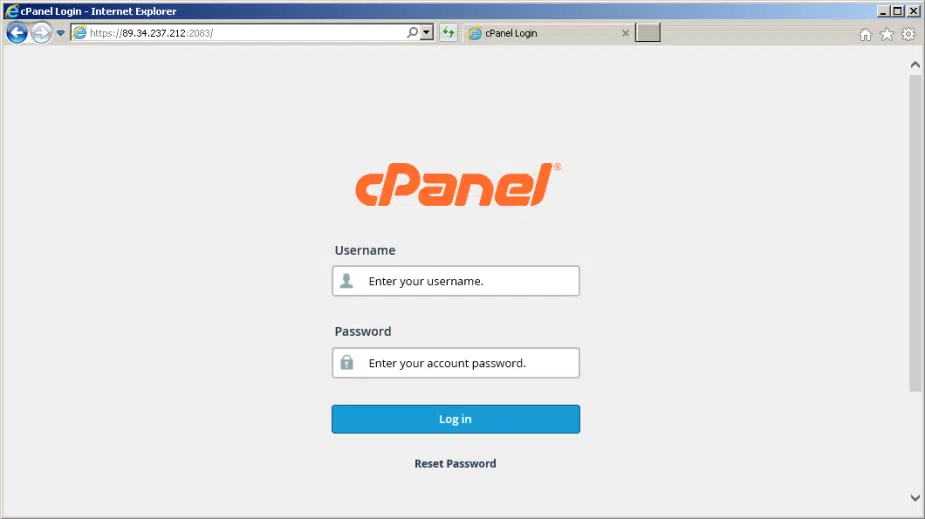 cPanel Login - Internet Explorer
https://89.34.237.212:2083/
cPanel Login
cPanel®
Username
Enter your username.
Password
Enter your account password.
Log in
Reset Password